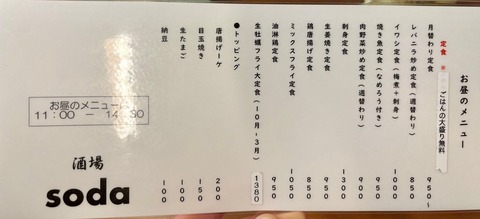 お昼のメニュー
定食 ※ごはんの大盛り無料
月替わり定食 950~
レバニラ炒め定食(週替わり) 850
イワシ定食(梅煮+刺身) 1000
焼き魚定食(なめろう付き) 900
肉野菜炒め定食(週替わり) 900
刺身定食 1300
生姜焼き定食 950
鶏唐揚げ定食 850
ミックスフライ定食 1050
油淋鶏定食 950
生牡蠣フライ大定食(10月-3月) 1380
●トッピング
唐揚げ一ケ 200
目玉焼き 150
生たまご 100
納豆 100
お昼のメニュー
11:00 ー 14:30
酒場
soda